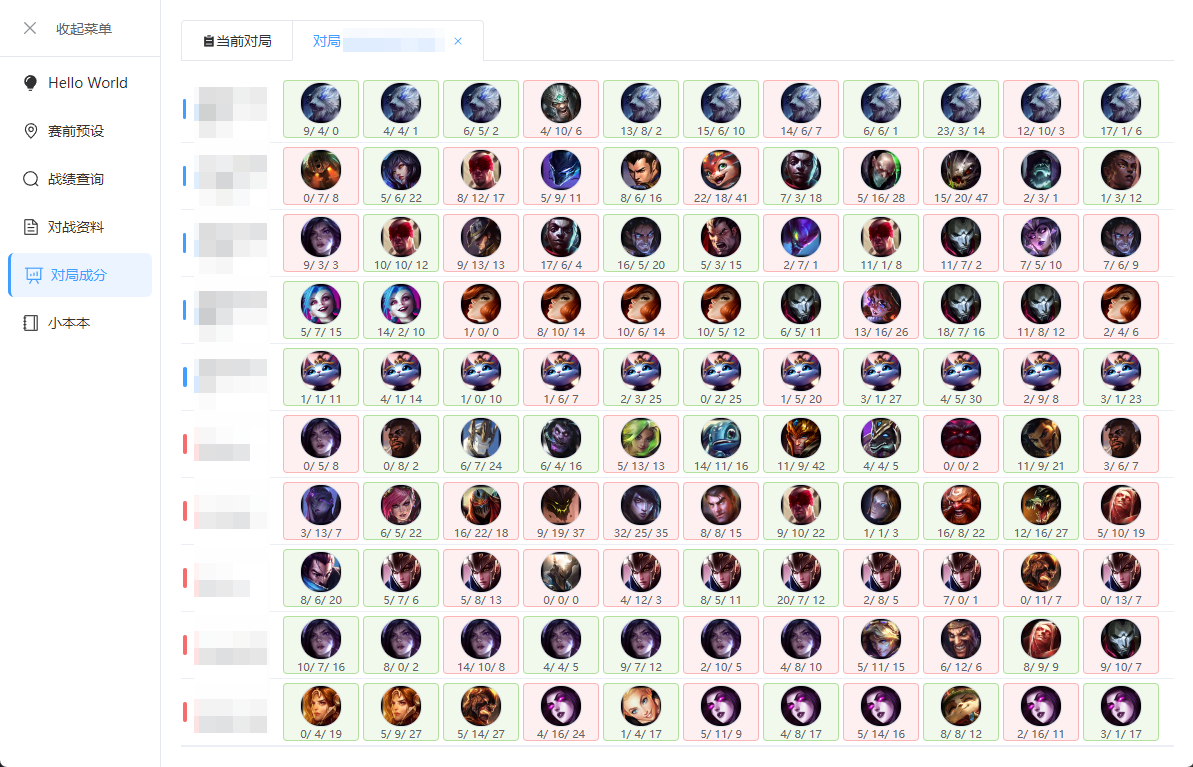 收起菜单
Hello World
赛前预设
战绩查询
对战资料
对局成分
小本本
当前对局
对局
9/ 4/ 0 4/ 4/ 1 6/ 5/ 2 4/ 10/ 6 13/ 8/ 2 15/ 6/ 10 14/ 6/ 7 6/ 6/ 1 23/ 3/ 14 12/ 10/ 3 17/ 1/ 6
0/ 7/ 8 5/ 6/ 22 8/ 12/ 17 5/ 9/ 11 8/ 6/ 16 22/ 18/ 41 7/ 3/ 18 5/ 16/ 28 15/ 20/ 47 2/ 3/ 1 1/ 3/ 12
9/ 3/ 3 10/ 10/ 12 9/ 13/ 13 17/ 6/ 4 16/ 5/ 20 5/ 3/ 15 2/ 7/ 1 11/ 1/ 8 11/ 7/ 2 7/ 5/ 10 7/ 6/ 9
5/ 7/ 15 14/ 2/ 10 1/ 0/ 0 8/ 10/ 14 10/ 6/ 14 10/ 5/ 12 6/ 5/ 11 13/ 16/ 26 18/ 7/ 16 11/ 8/ 12 2/ 4/ 6
1/ 1/ 11 4/ 1/ 14 1/ 0/ 10 1/ 6/ 7 2/ 3/ 25 0/ 2/ 25 1/ 5/ 20 3/ 1/ 27 4/ 5/ 30 2/ 9/ 8 3/ 1/ 23
0/ 5/ 8 0/ 8/ 2 6/ 7/ 24 6/ 4/ 16 5/ 13/ 13 14/ 11/ 16 11/ 9/ 42 4/ 4/ 5 0/ 0/ 2 11/ 9/ 21 3/ 6/ 7
3/ 13/ 7 6/ 5/ 22 16/ 22/ 18 9/ 19/ 37 32/ 25/ 35 8/ 8/ 15 9/ 10/ 22 1/ 1/ 3 16/ 8/ 22 12/ 16/ 27 5/ 10/ 19
8/ 6/ 20 5/ 7/ 6 5/ 8/ 13 0/ 0/ 0 4/ 12/ 3 8/ 5/ 11 20/ 7/ 12 2/ 8/ 5 7/ 0/ 1 0/ 11/ 7 0/ 13/ 7
10/ 7/ 16 8/ 0/ 2 14/ 10/ 8 4/ 4/ 5 9/ 7/ 12 2/ 10/ 5 4/ 8/ 10 5/ 11/ 15 6/ 12/ 6 8/ 9/ 9 9/ 10/ 7
0/ 4/ 19 5/ 9/ 27 5/ 14/ 27 4/ 16/ 24 1/ 4/ 17 5/ 11/ 9 4/ 8/ 17 5/ 14/ 16 8/ 8/ 12 2/ 16/ 11 3/ 1/ 17